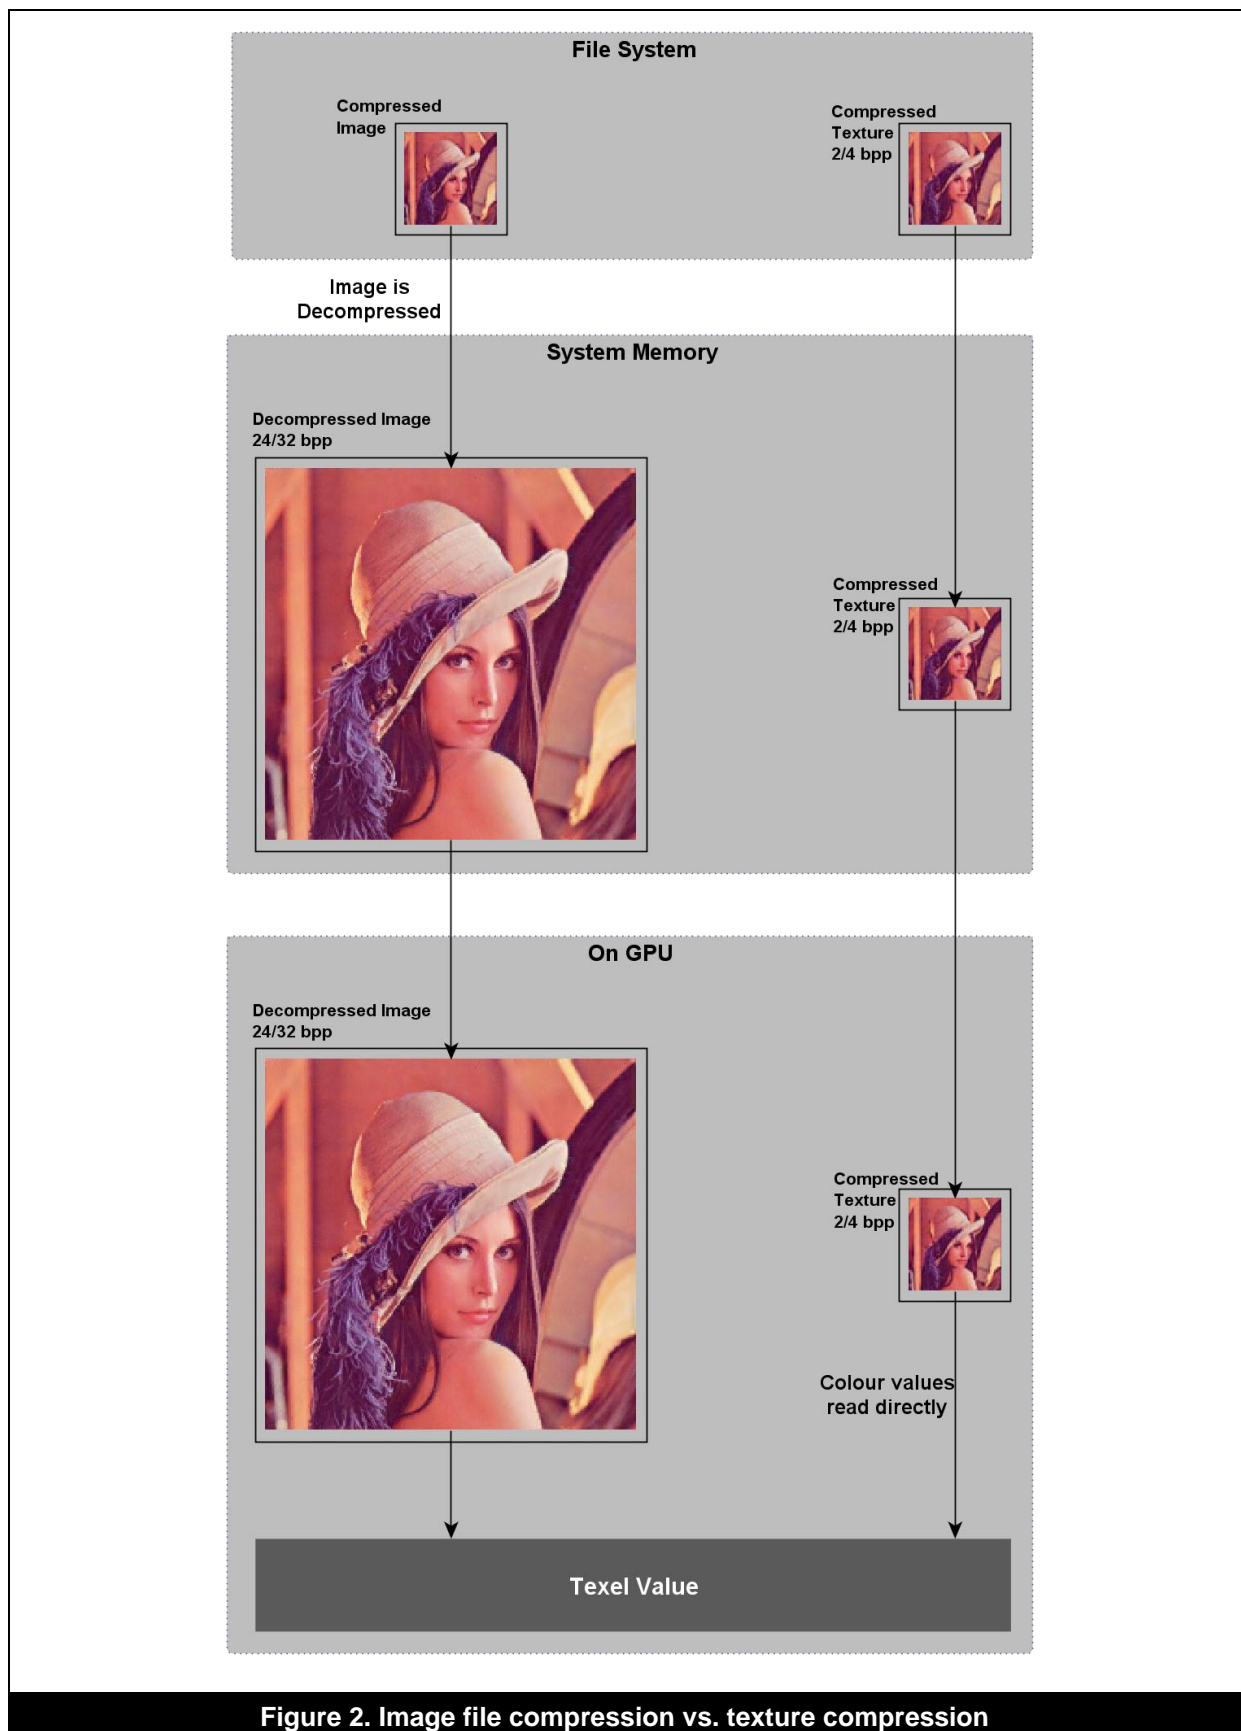 File System
Compressed
Image
Compressed
Texture
2/4 bpp
Image is
Decompressed
System Memory
Decompressed Image
24/32 bpp
Compressed
Texture
2/4 bpp
On GPU
Decompressed Image
24/32 bpp
Compressed
Texture
2/4 bpp
Colour values
read directly
Texel Value
Figure 2. Image file compression vs. texture compression